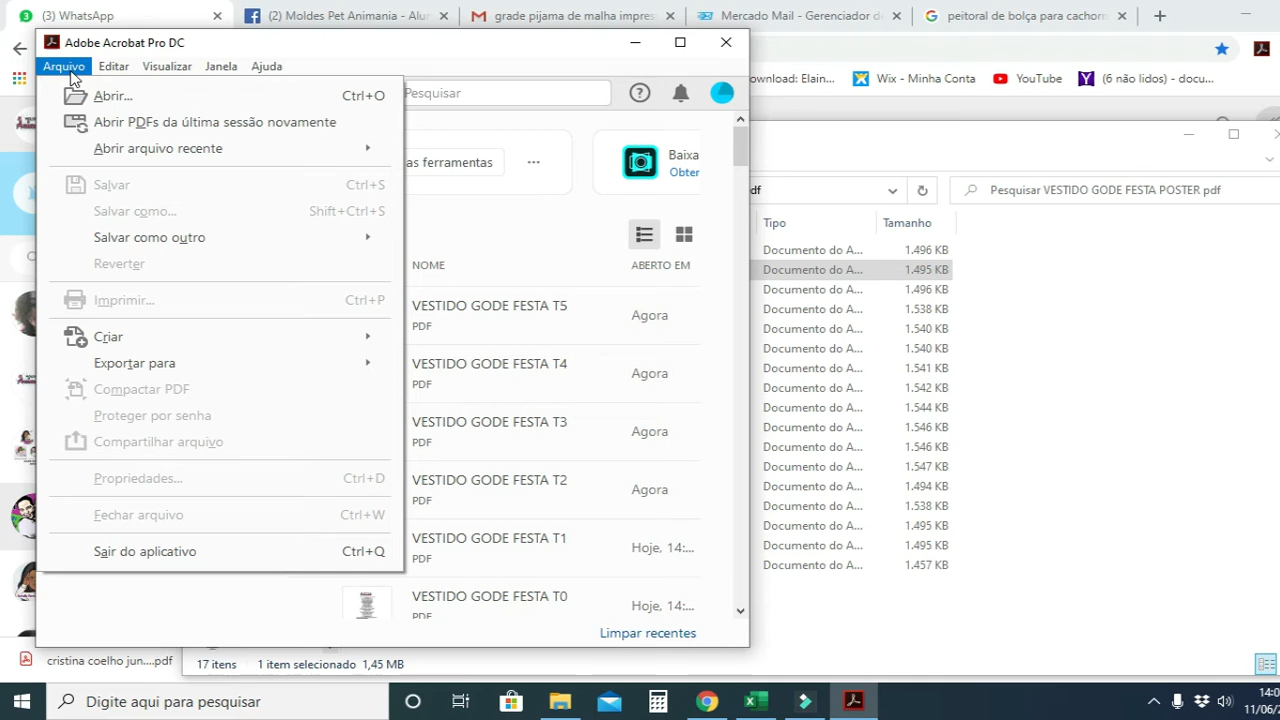 (3) WhatsApp
(2) Moldes Pet Animania - Alu
grade pijama de malha impres
Mercado Mail - Gerenciador de
peitoral de bolça para cachorr
Adobe Acrobat Pro DC
Arquivo Editar Visualizar Janela Ajuda
ownload: Elain...
Wix - Minha Conta
YouTube
(6 não lidos) - docu...
Abrir... Ctrl+O
Abrir PDFs da última sessão novamente
Abrir arquivo recente
Salvar Ctrl+S
Salvar como... Shift+Ctrl+S
Salvar como outro
Reverter
Imprimir... Ctrl+P
Criar
Exportar para
Compactar PDF
Proteger por senha
Compartilhar arquivo
Propriedades... Ctrl+D
Fechar arquivo Ctrl+W
Sair do aplicativo Ctrl+Q
Pesquisar
as ferramentas
Baixa
Obter
NOME ABERTO EM
VESTIDO GODE FESTA T5
PDF
Agora
VESTIDO GODE FESTA T4
PDF
Agora
VESTIDO GODE FESTA T3
PDF
Agora
VESTIDO GODE FESTA T2
PDF
Agora
VESTIDO GODE FESTA T1
PDF
Hoje, 14:...
VESTIDO GODE FESTA T0
PDF
Hoje, 14:...
Limpar recentes
df
Pesquisar VESTIDO GODE FESTA POSTER pdf
Tipo Tamanho
Documento do A... 1.496 KB
Documento do A... 1.495 KB
Documento do A... 1.496 KB
Documento do A... 1.538 KB
Documento do A... 1.540 KB
Documento do A... 1.540 KB
Documento do A... 1.541 KB
Documento do A... 1.542 KB
Documento do A... 1.544 KB
Documento do A... 1.546 KB
Documento do A... 1.546 KB
Documento do A... 1.547 KB
Documento do A... 1.494 KB
Documento do A... 1.538 KB
Documento do A... 1.495 KB
Documento do A... 1.495 KB
Documento do A... 1.457 KB
cristina coelho jun....pdf
17 itens 1 item selecionado 1,45 MB
Digite aqui para pesquisar
14:0
11/06/2